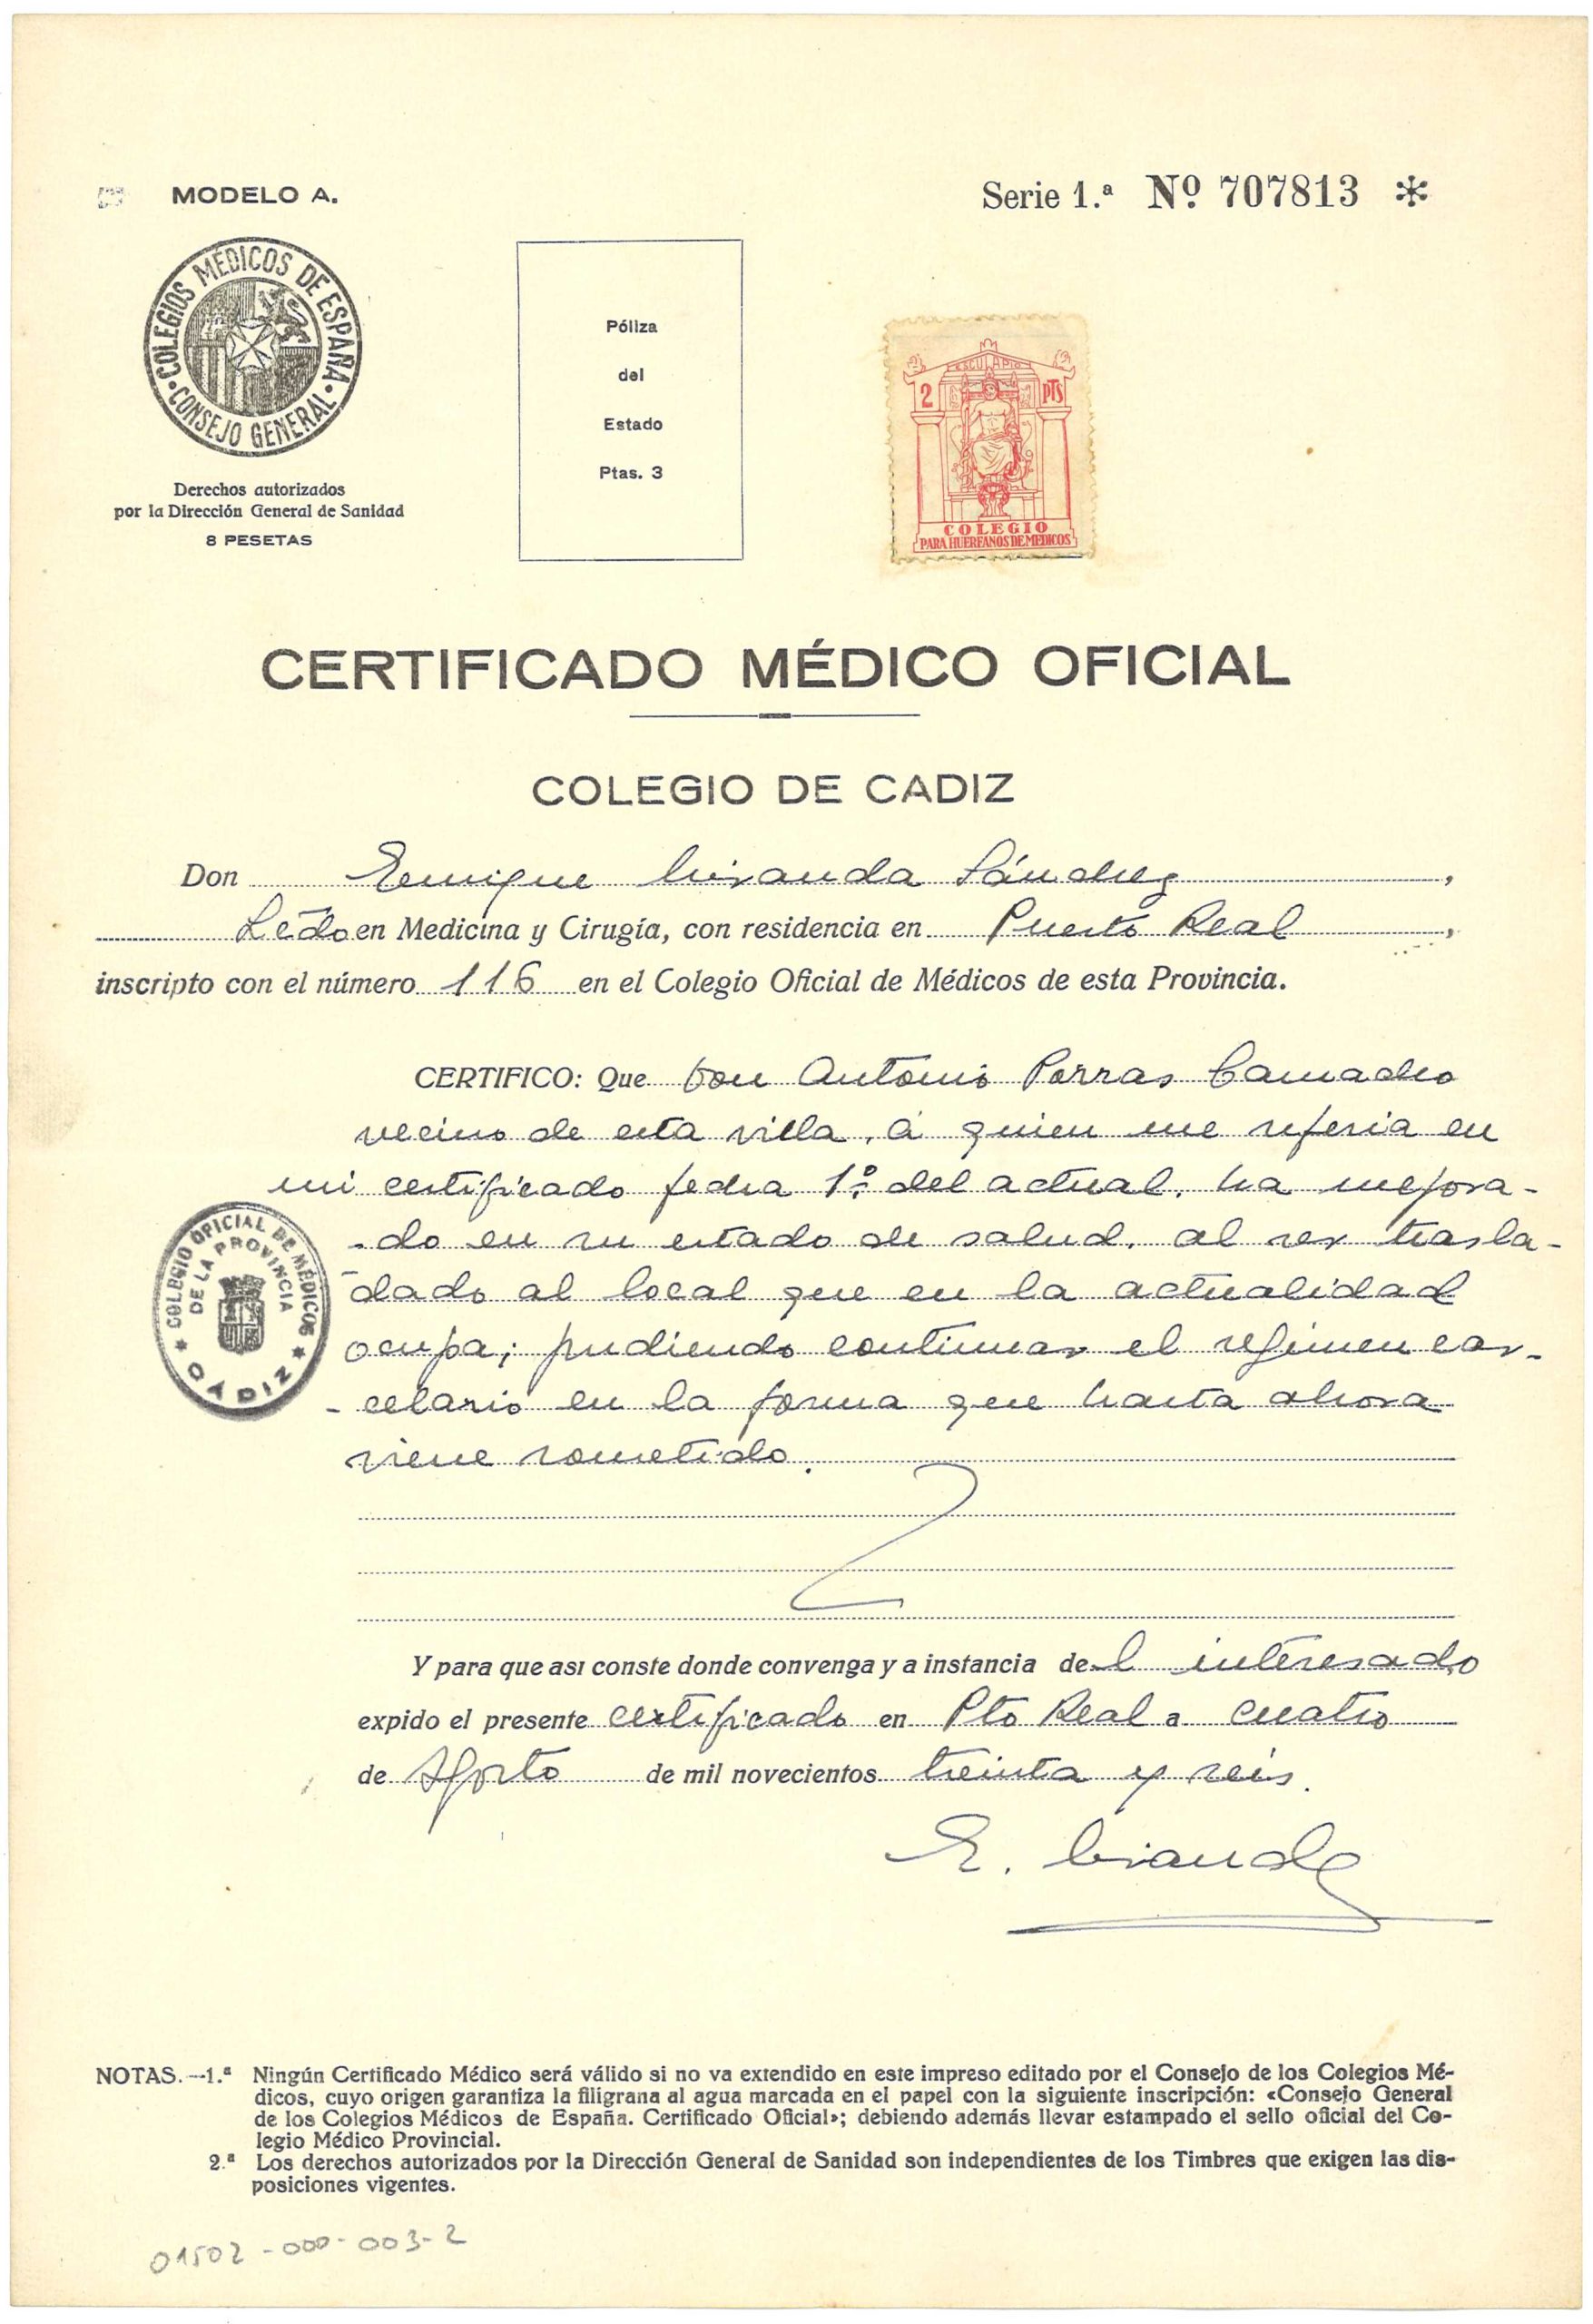 MODELO A.
Serie 1.ª Nº 707813 *
COLEGIOS MÉDICOS DE ESPAÑA
CONSEJO GENERAL
Derechos autorizados
por la Dirección General de Sanidad
8 PESETAS
Póliza
del
Estado
Ptas. 3
ESCULAPIO
2 PTS
COLEGIO
PARA HUERFANOS DE MEDICOS
CERTIFICADO MÉDICO OFICIAL
COLEGIO DE CADIZ
Don Enrique Miranda Sánchez,
Lcdo en Medicina y Cirugía, con residencia en Puerto Real,
inscripto con el número 116 en el Colegio Oficial de Médicos de esta Provincia.
CERTIFICO: Que Don Antonio Porras Camacho
vecino de esta villa, á quien me referia en
mi certificado fecha 1º del actual, ha mejora-
-do en su estado de salud, al ser trasla-
-dado al local que en la actualidad
ocupa; pudiendo continuar el regimen car-
-celario en la forma que hasta ahora
viene sometido.
COLEGIO OFICIAL DE MÉDICOS
DE LA PROVINCIA
* CÁDIZ *
Y para que así conste donde convenga y a instancia del interesado
expido el presente certificado en Pto Real a cuatro
de Agosto de mil novecientos treinta y seis.
E. Miranda
NOTAS.—1.ª Ningún Certificado Médico será válido si no va extendido en este impreso editado por el Consejo de los Colegios Mé-
dicos, cuyo origen garantiza la filigrana al agua marcada en el papel con la siguiente inscripción: «Consejo General
de los Colegios Médicos de España. Certificado Oficial»; debiendo además llevar estampado el sello oficial del Co-
legio Médico Provincial.
2.ª Los derechos autorizados por la Dirección General de Sanidad son independientes de los Timbres que exigen las dis-
posiciones vigentes.
01502-000-003-2